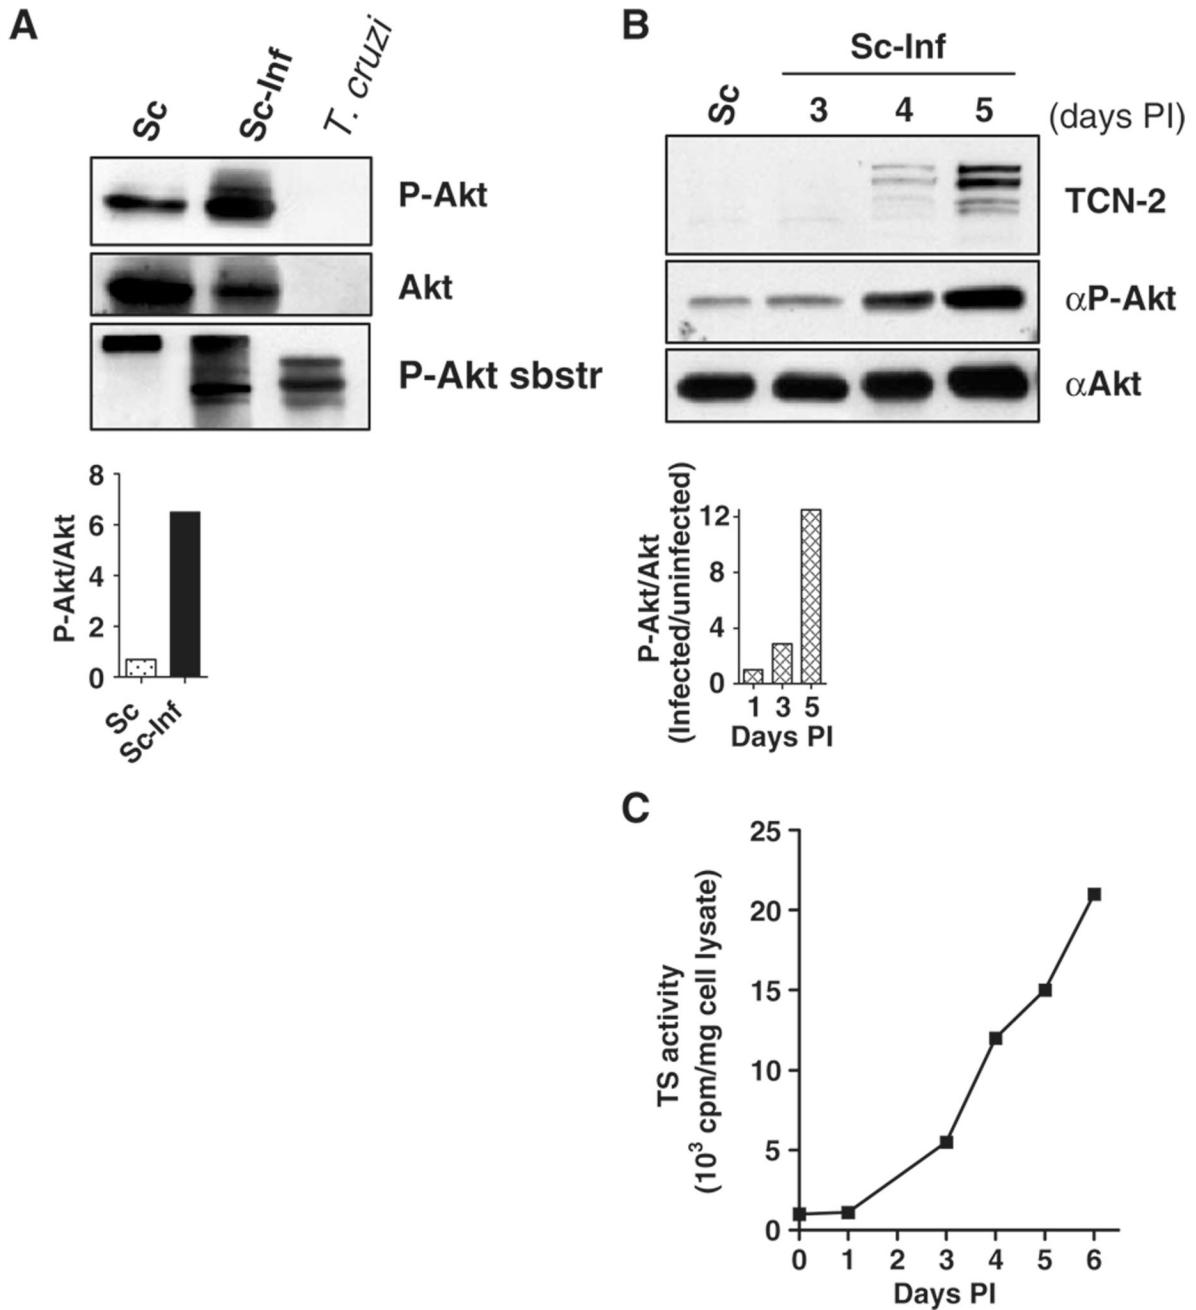 A
Sc
Sc-Inf
T. cruzi
P-Akt
Akt
P-Akt sbstr
8
6
4
2
0
P-Akt/Akt
Sc
Sc-Inf
B
Sc-Inf
Sc
3
4
5
(days PI)
TCN-2
αP-Akt
αAkt
P-Akt/Akt
(Infected/uninfected)
12
8
4
0
1 3 5
Days PI
C
TS activity
(10³ cpm/mg cell lysate)
25
20
15
10
5
0
0 1 2 3 4 5 6
Days PI